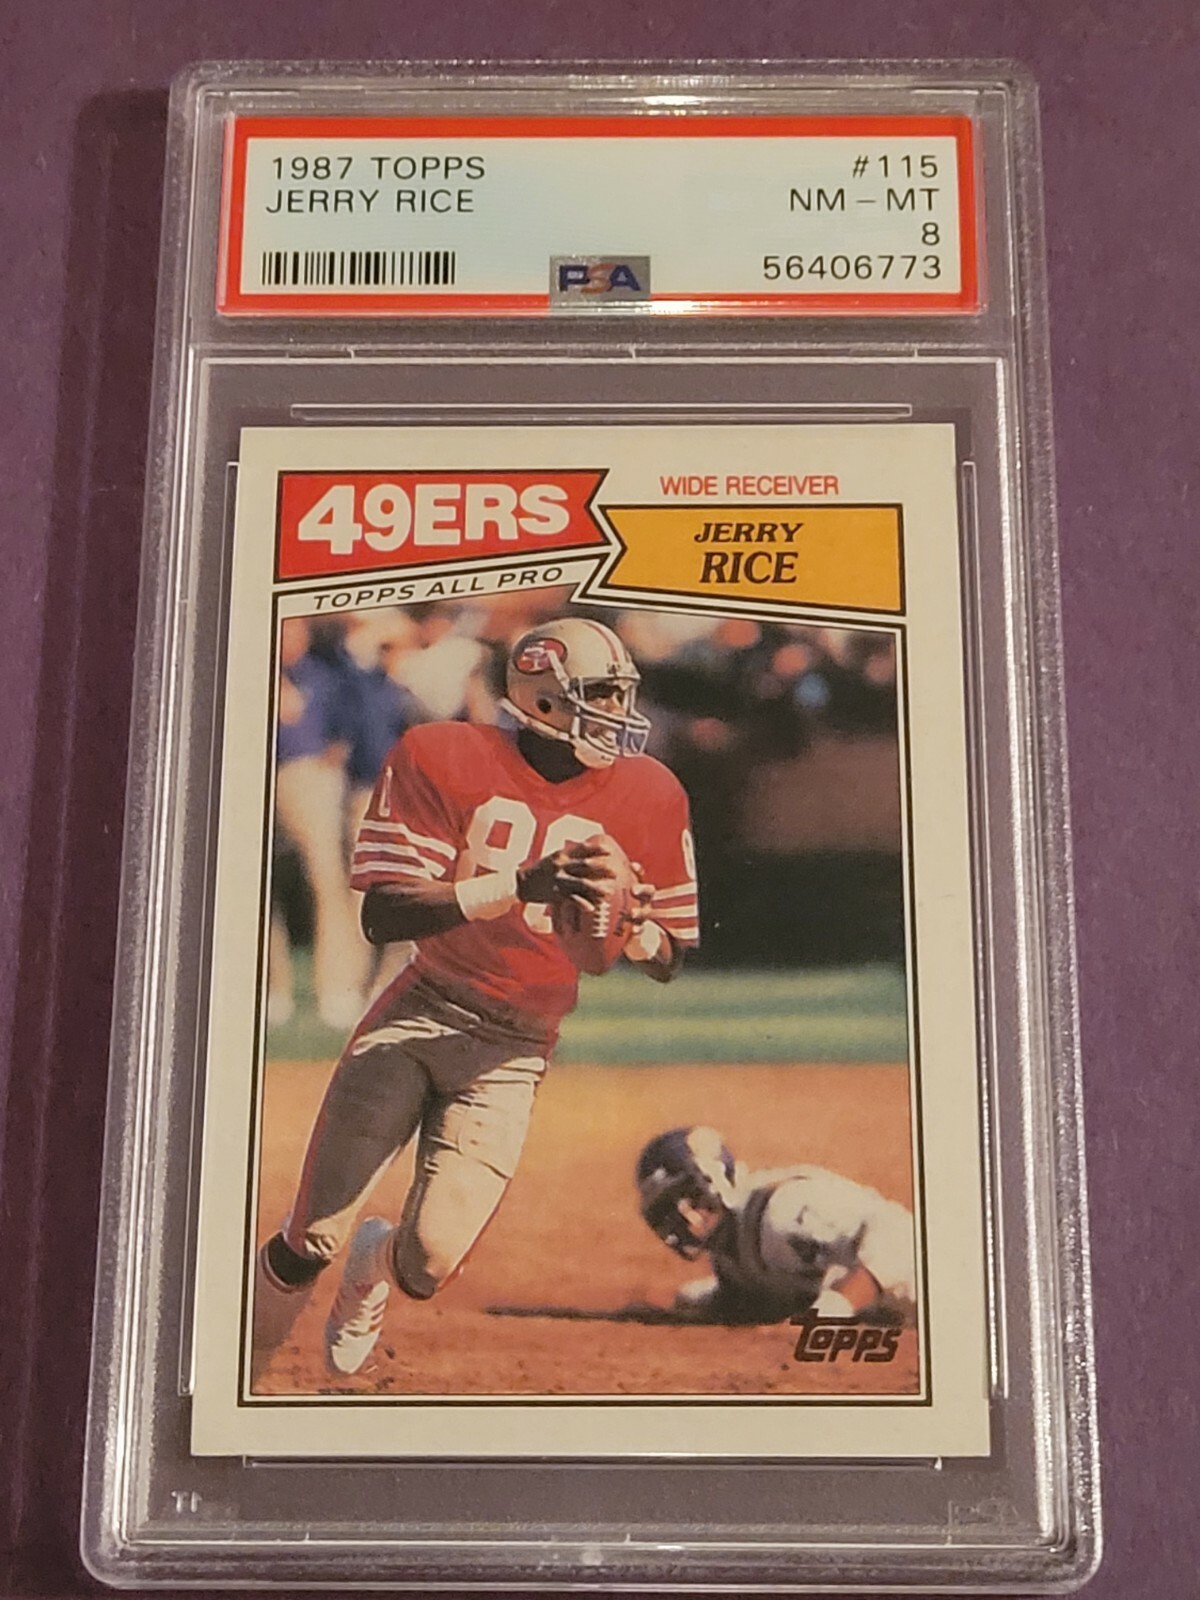 1987 TOPPS #115
JERRY RICE NM - MT
8
PSA 56406773
49ERS WIDE RECEIVER
JERRY
RICE
TOPPS ALL PRO
80
TOPPS